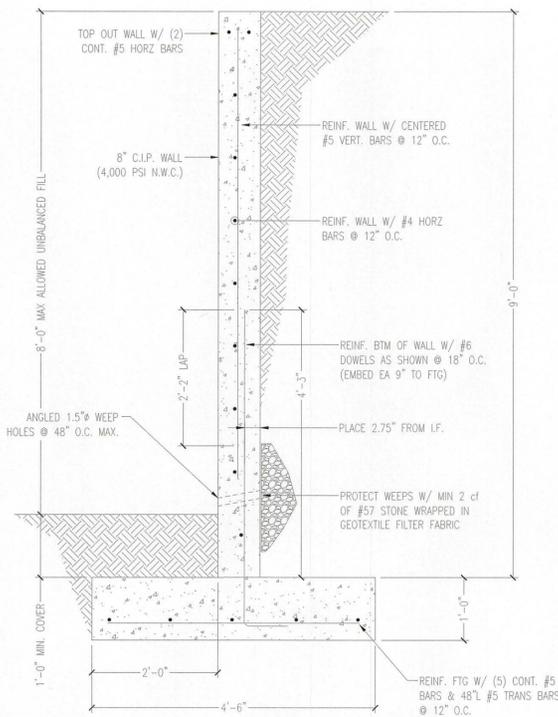 TOP OUT WALL W/ (2)
CONT. #5 HORZ BARS
REINF. WALL W/ CENTERED
#5 VERT. BARS @ 12" O.C.
8" C.I.P. WALL
(4,000 PSI N.W.C.)
REINF. WALL W/ #4 HORZ
BARS @ 12" O.C.
8'-0" MAX ALLOWED UNBALANCED FILL
9'-0"
2'-2" LAP
4'-3"
REINF. BTM OF WALL W/ #6
DOWELS AS SHOWN @ 18" O.C.
(EMBED EA 9" TO FTG)
ANGLED 1.5"ø WEEP
HOLES @ 48" O.C. MAX.
PLACE 2.75" FROM I.F.
PROTECT WEEPS W/ MIN 2 cf
OF #57 STONE WRAPPED IN
GEOTEXTILE FILTER FABRIC
1'-0" MIN. COVER
1'-0"
2'-0"
4'-6"
REINF. FTG W/ (5) CONT. #5
BARS & 48"L #5 TRANS BARS
@ 12" O.C.